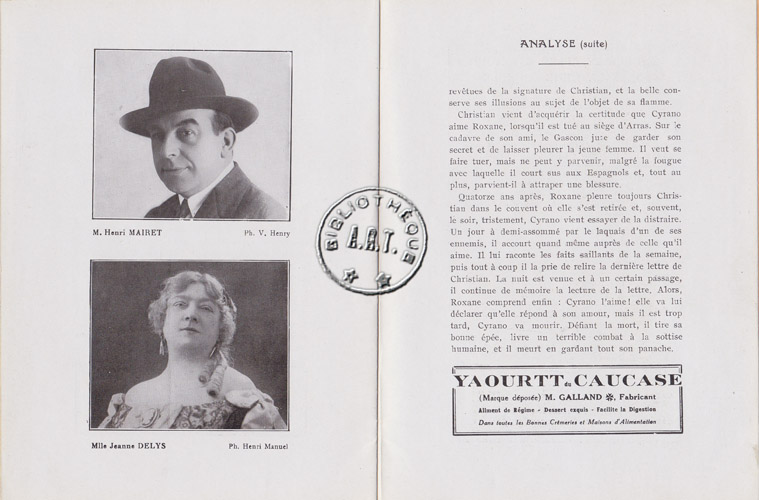 M. Henri MAIRET
Ph. V. Henry
Mlle Jeanne DELYS
Ph. Henri Manuel
BIBLIOTHÈQUE
A.R.T.
ANALYSE (suite)
revêtues de la signature de Christian, et la belle con-
serve ses illusions au sujet de l'objet de sa flamme.
Christian vient d'acquérir la certitude que Cyrano
aime Roxane, lorsqu'il est tué au siège d'Arras. Sur le
cadavre de son ami, le Gascon jure de garder son
secret et de laisser pleurer la jeune femme. Il veut se
faire tuer, mais ne peut y parvenir, malgré la fougue
avec laquelle il court sus aux Espagnols et, tout au
plus, parvient-il à attraper une blessure.
Quatorze ans après, Roxane pleure toujours Chris-
tian dans le couvent où elle s'est retirée et, souvent,
le soir, tristement, Cyrano vient essayer de la distraire.
Un jour à demi-assommé par le laquais d'un de ses
ennemis, il accourt quand même auprès de celle qu'il
aime. Il lui raconte les faits saillants de la semaine,
puis tout à coup il la prie de relire la dernière lettre de
Christian. La nuit est venue et à un certain passage,
il continue de mémoire la lecture de la lettre. Alors,
Roxane comprend enfin : Cyrano l'aime ! elle va lui
déclarer qu'elle répond à son amour, mais il est trop
tard, Cyrano va mourir. Défiant la mort, il tire sa
bonne épée, livre un terrible combat à la sottise
humaine, et il meurt en gardant tout son panache.
YAOURTT du CAUCASE
(Marque déposée) M. GALLAND, Fabricant
Aliment de Régime - Dessert exquis - Facilite la Digestion
Dans toutes les Bonnes Crèmeries et Maisons d'Alimentation